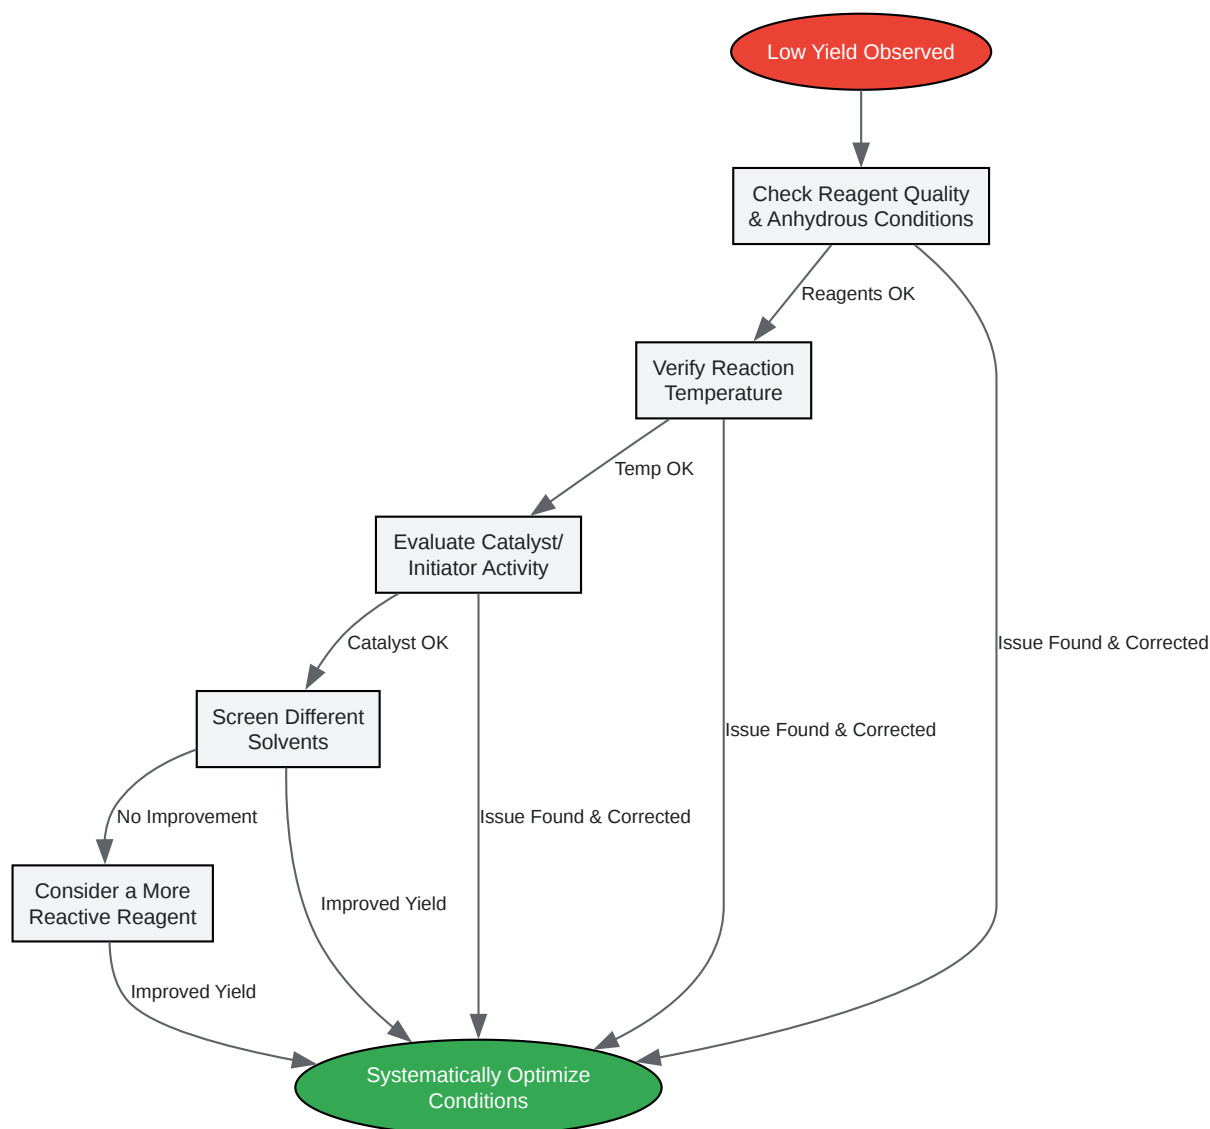 Low Yield Observed
Check Reagent Quality
& Anhydrous Conditions
Reagents OK
Verify Reaction
Temperature
Temp OK
Evaluate Catalyst/
Initiator Activity
Catalyst OK
Issue Found & Corrected
Screen Different
Solvents
Issue Found & Corrected
No Improvement
Issue Found & Corrected
Consider a More
Reactive Reagent
Improved Yield
Improved Yield
Systematically Optimize
Conditions